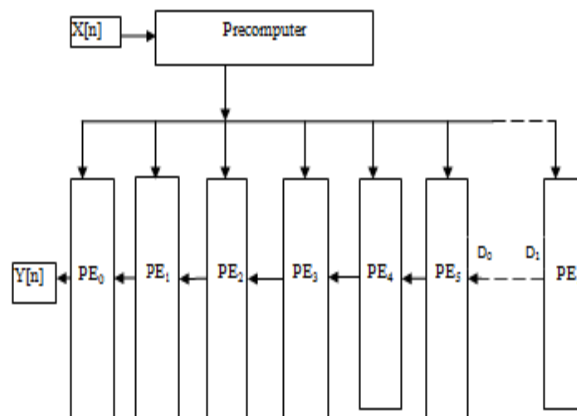 X[n]
Precomputer
Y[n]
PE₀
PE₁
PE₂
PE₃
PE₄
PE₅
D₀
D₁
PE